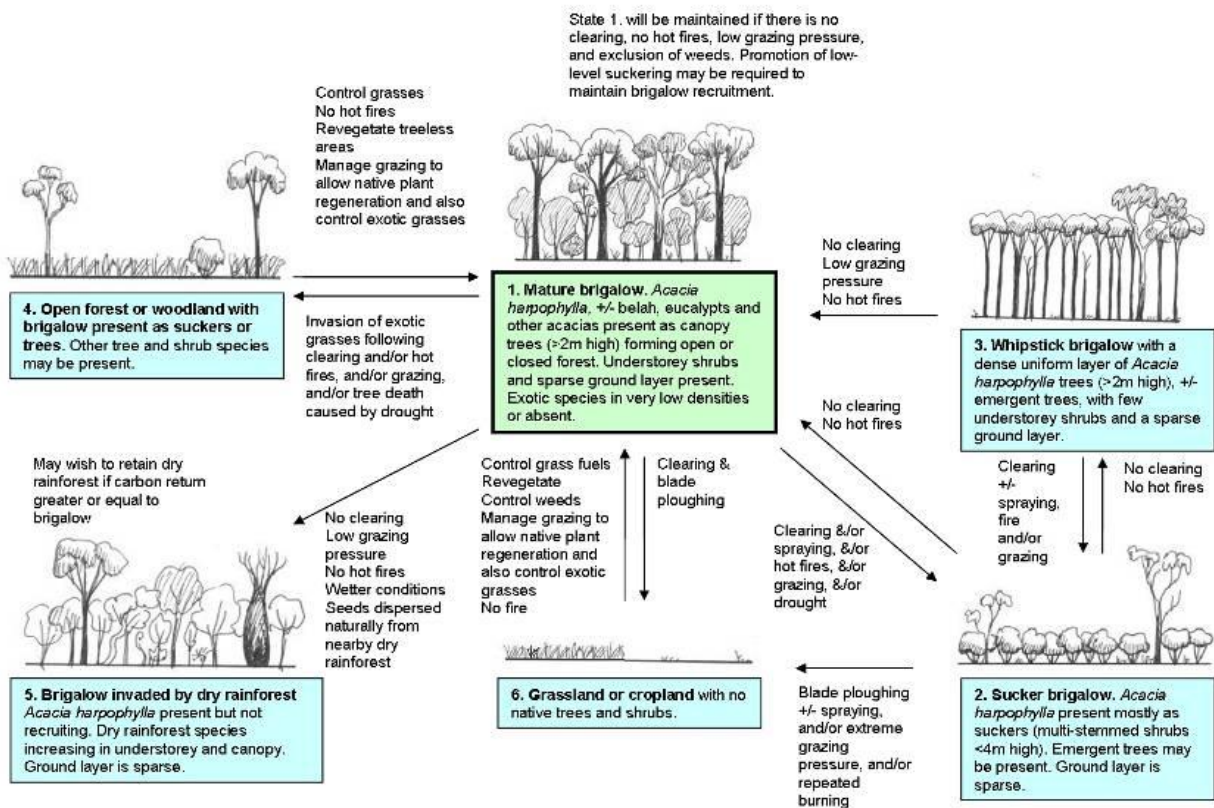 State 1. will be maintained if there is no
clearing, no hot fires, low grazing pressure,
and exclusion of weeds. Promotion of low-
level suckering may be required to
maintain brigalow recruitment.
Control grasses
No hot fires
Revegetate treeless
areas
Manage grazing to
allow native plant
regeneration and also
control exotic grasses
4. Open forest or woodland with
brigalow present as suckers or
trees. Other tree and shrub species
may be present.
Invasion of exotic
grasses following
clearing and/or hot
fires, and/or grazing,
and/or tree death
caused by drought
1. Mature brigalow. Acacia
harpophylla, +/- belah, eucalypts and
other acacias present as canopy
trees (>2m high) forming open or
closed forest. Understorey shrubs
and sparse ground layer present.
Exotic species in very low densities
or absent.
No clearing
Low grazing
pressure
No hot fires
3. Whipstick brigalow with a
dense uniform layer of Acacia
harpophylla trees (>2m high), +/-
emergent trees, with few
understorey shrubs and a sparse
ground layer.
No clearing
No hot fires
Clearing
+/-
spraying,
fire
and/or
grazing
No clearing
No hot fires
May wish to retain dry
rainforest if carbon return
greater or equal to
brigalow
No clearing
Low grazing
pressure
No hot fires
Wetter conditions
Seeds dispersed
naturally from
nearby dry
rainforest
Control grass fuels
Revegetate
Control weeds
Manage grazing to
allow native plant
regeneration and
also control exotic
grasses
No fire
Clearing &
blade
ploughing
Clearing &/or
spraying, &/or
hot fires, &/or
grazing, &/or
drought
5. Brigalow invaded by dry rainforest
Acacia harpophylla present but not
recruiting. Dry rainforest species
increasing in understorey and canopy.
Ground layer is sparse.
6. Grassland or cropland with no
native trees and shrubs.
Blade ploughing
+/- spraying,
and/or extreme
grazing
pressure, and/or
repeated
burning
2. Sucker brigalow. Acacia
harpophylla present mostly as
suckers (multi-stemmed shrubs
<4m high). Emergent trees may
be present. Ground layer is
sparse.